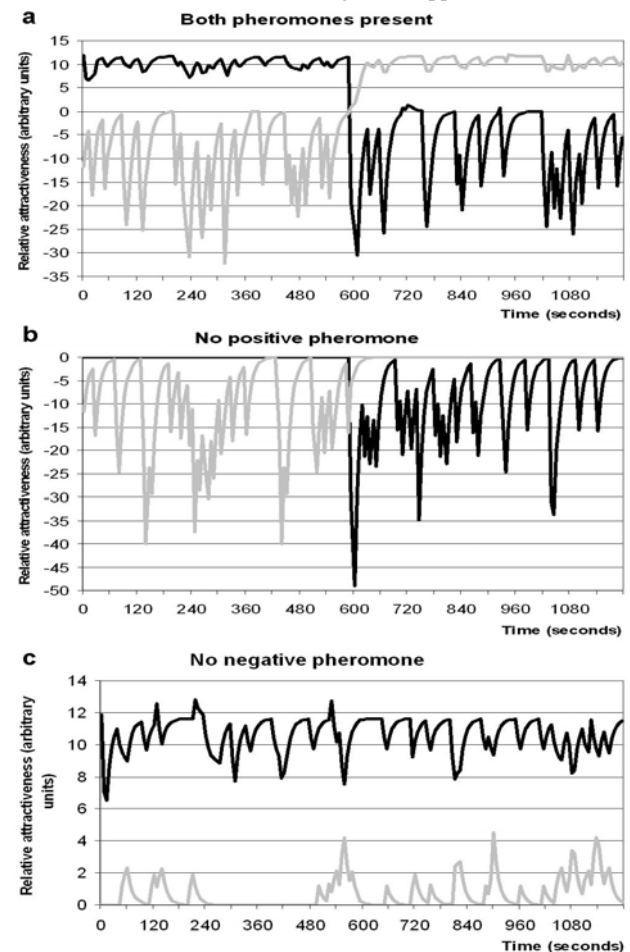 a
Both pheromones present
Relative attractiveness (arbitrary units)
15
10
5
0
-5
-10
-15
-20
-25
-30
-35
0 120 240 360 480 600 720 840 960 1080
Time (seconds)
b
No positive pheromone
Relative attractiveness (arbitrary units)
0
-5
-10
-15
-20
-25
-30
-35
-40
-45
-50
0 120 240 360 480 600 720 840 960 1080
Time (seconds)
c
No negative pheromone
Relative attractiveness (arbitrary
units)
14
12
10
8
6
4
2
0
0 120 240 360 480 600 720 840 960 1080
Time (seconds)